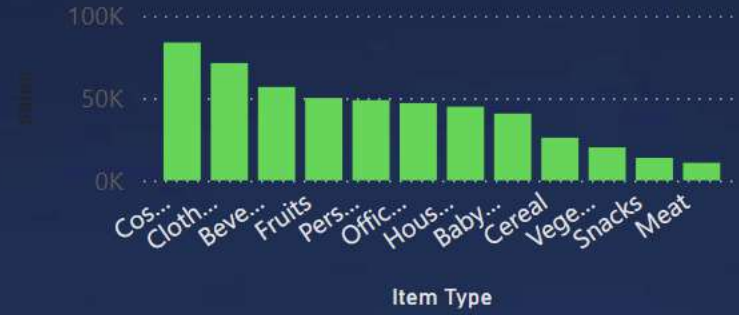 100K
50K
0K
Cos...
Cloth...
Beve...
Fruits
Pers...
Offic...
Hous...
Baby...
Cereal
Vege...
Snacks
Meat
Item Type